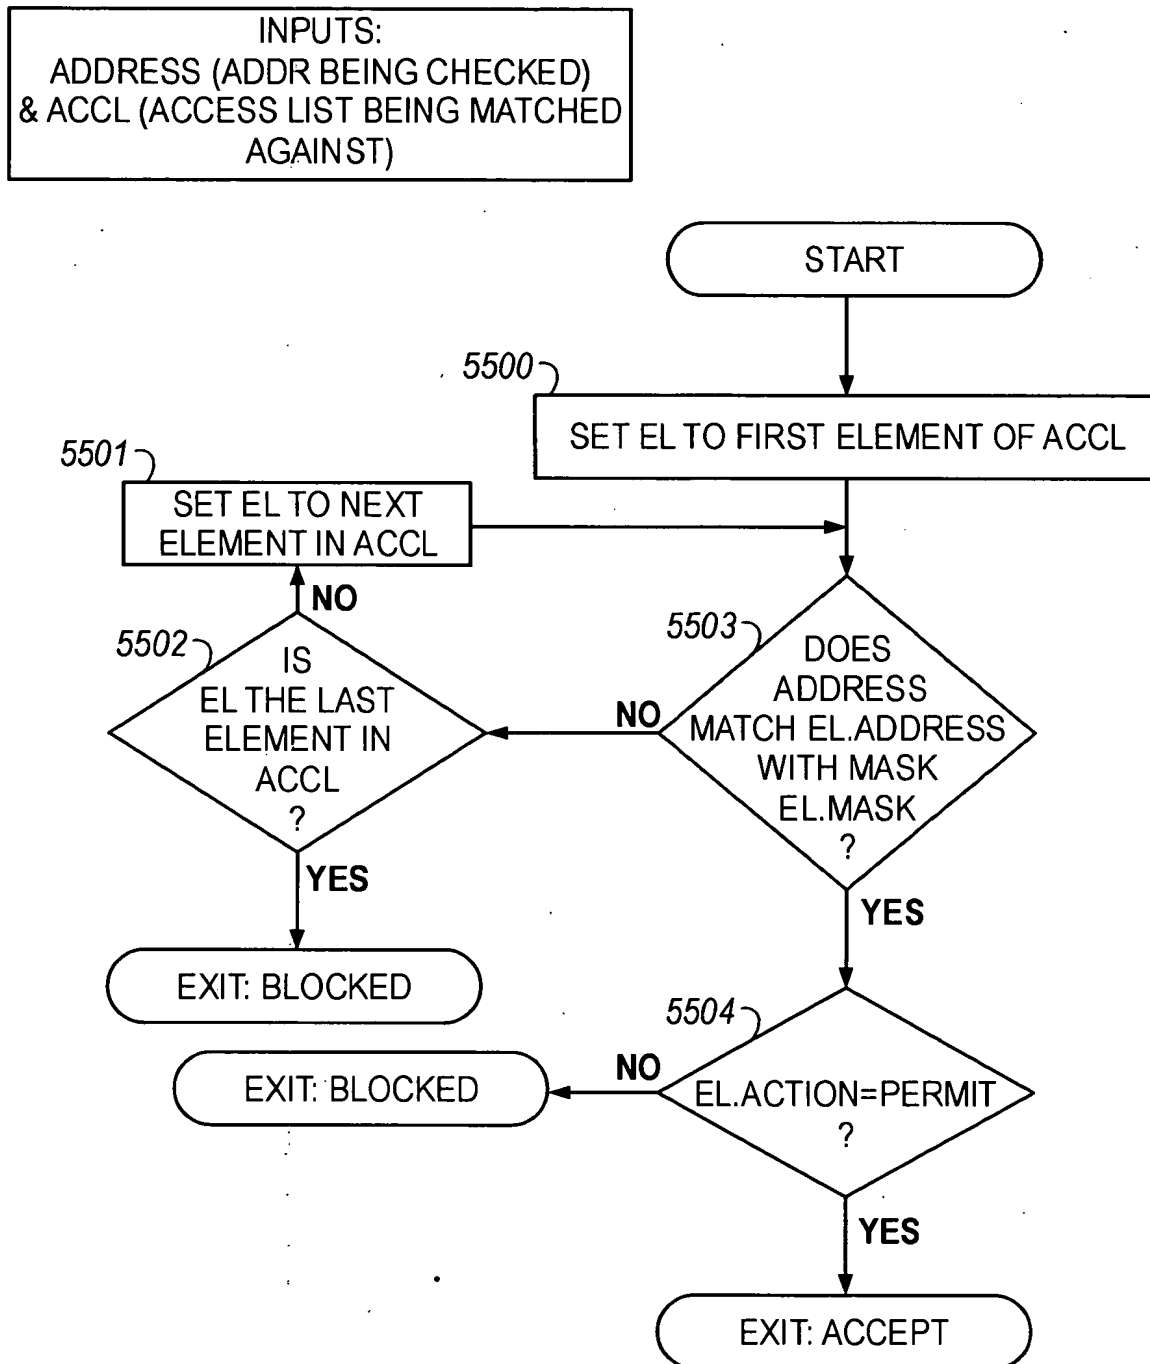 INPUTS:
ADDRESS (ADDR BEING CHECKED)
& ACCL (ACCESS LIST BEING MATCHED
AGAINST)
START
5500
SET EL TO FIRST ELEMENT OF ACCL
5501
SET EL TO NEXT
ELEMENT IN ACCL
NO
5502
IS
EL THE LAST
ELEMENT IN
ACCL
?
5503
DOES
ADDRESS
MATCH EL.ADDRESS
WITH MASK
EL.MASK
?
NO
YES
YES
EXIT: BLOCKED
5504
EL.ACTION=PERMIT
?
NO
EXIT: BLOCKED
YES
EXIT: ACCEPT